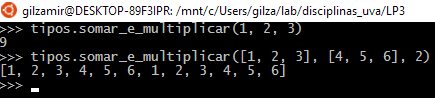 gilzamir@DESKTOP-89F3IPR: /mnt/c/Users/gilza/lab/disciplinas_uva/LP3
>>> tipos.somar_e_multiplicar(1, 2, 3)
9
>>> tipos.somar_e_multiplicar([1, 2, 3], [4, 5, 6], 2)
[1, 2, 3, 4, 5, 6, 1, 2, 3, 4, 5, 6]
>>>